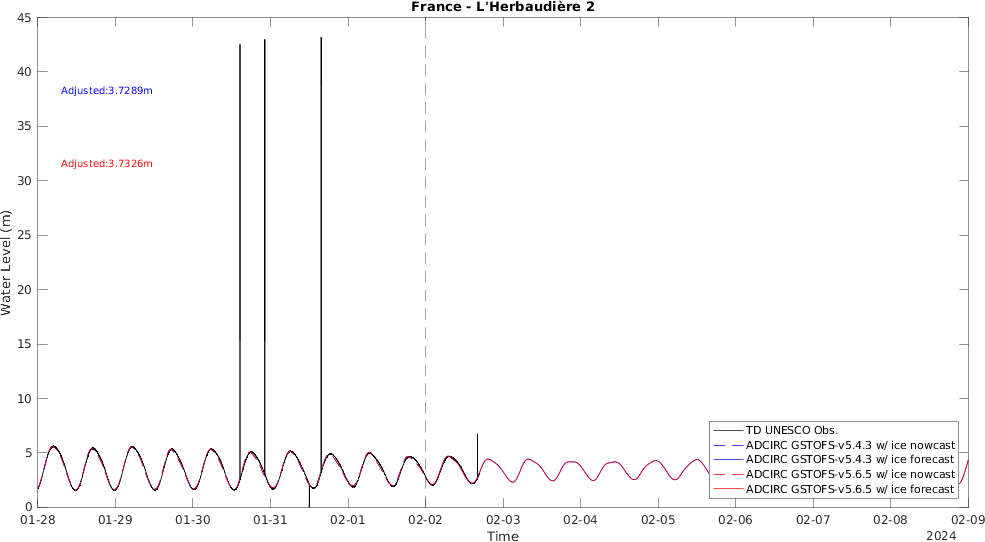 France - L'Herbaudière 2
Water Level (m)
45
40
35
30
25
20
15
10
5
0
Adjusted:3.7289m
Adjusted:3.7326m
TD UNESCO Obs.
ADCIRC GSTOFS-v5.4.3 w/ ice nowcast
ADCIRC GSTOFS-v5.4.3 w/ ice forecast
ADCIRC GSTOFS-v5.6.5 w/ ice nowcast
ADCIRC GSTOFS-v5.6.5 w/ ice forecast
01-28 01-29 01-30 01-31 02-01 02-02 02-03 02-04 02-05 02-06 02-07 02-08 02-09
Time
2024